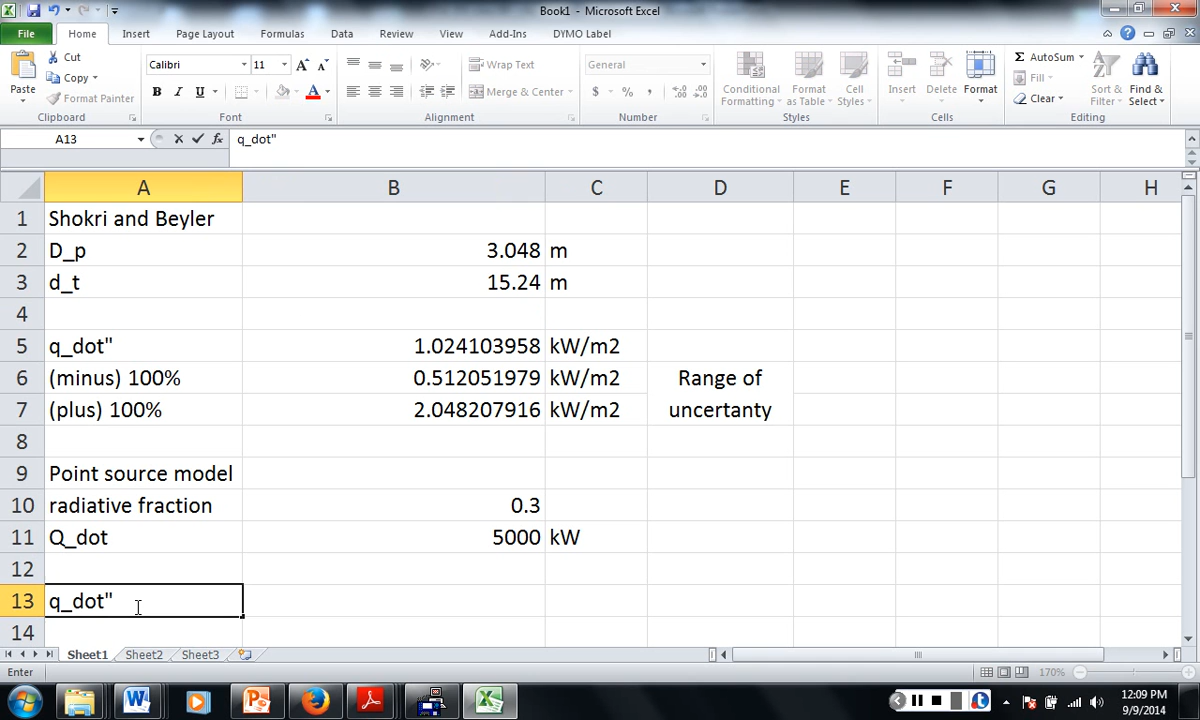 Book1 - Microsoft Excel
File Home Insert Page Layout Formulas Data Review View Add-Ins DYMO Label
Paste
Cut
Copy
Format Painter
Clipboard
Calibri 11
B I U
Font
Wrap Text
Merge & Center
Alignment
General
$ % ,
Number
Conditional Formatting
Format as Table
Cell Styles
Styles
Insert
Delete
Format
Cells
Σ AutoSum
Fill
Clear
Sort & Filter
Find & Select
Editing
A13 fx q_dot"
A B C D E F G H
1 Shokri and Beyler
2 D_p 3.048 m
3 d_t 15.24 m
4
5 q_dot" 1.024103958 kW/m2
6 (minus) 100% 0.512051979 kW/m2 Range of
7 (plus) 100% 2.048207916 kW/m2 uncertanty
8
9 Point source model
10 radiative fraction 0.3
11 Q_dot 5000 kW
12
13 q_dot"
14
Sheet1 Sheet2 Sheet3
Enter 170%
12:09 PM
9/9/2014